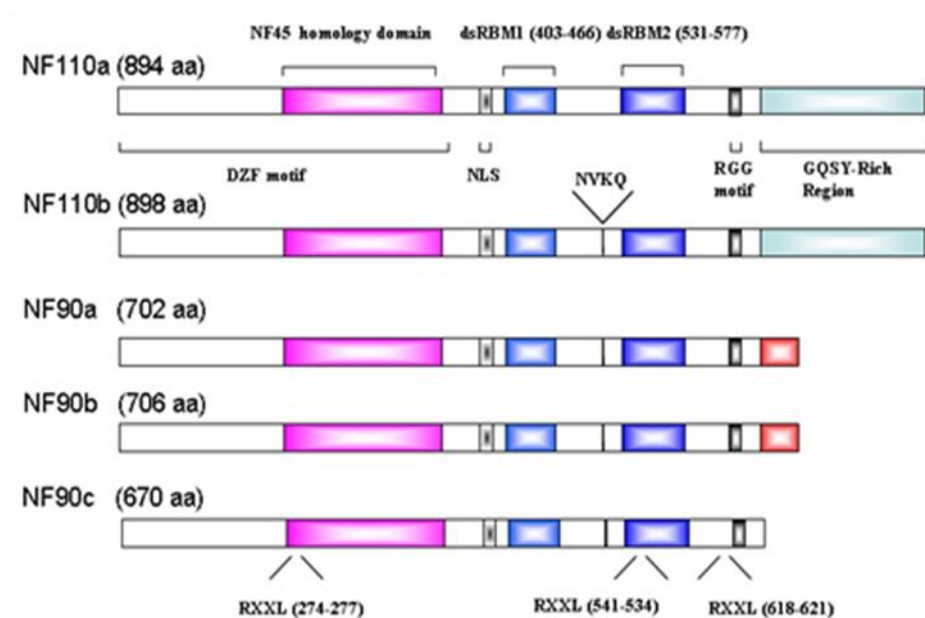 NF45 homology domain dsRBM1 (403-466) dsRBM2 (531-577)
NF110a (894 aa)
DZF motif NLS NVKQ RGG motif GQSY-Rich Region
NF110b (898 aa)
NF90a (702 aa)
NF90b (706 aa)
NF90c (670 aa)
RXXL (274-277) RXXL (541-534) RXXL (618-621)